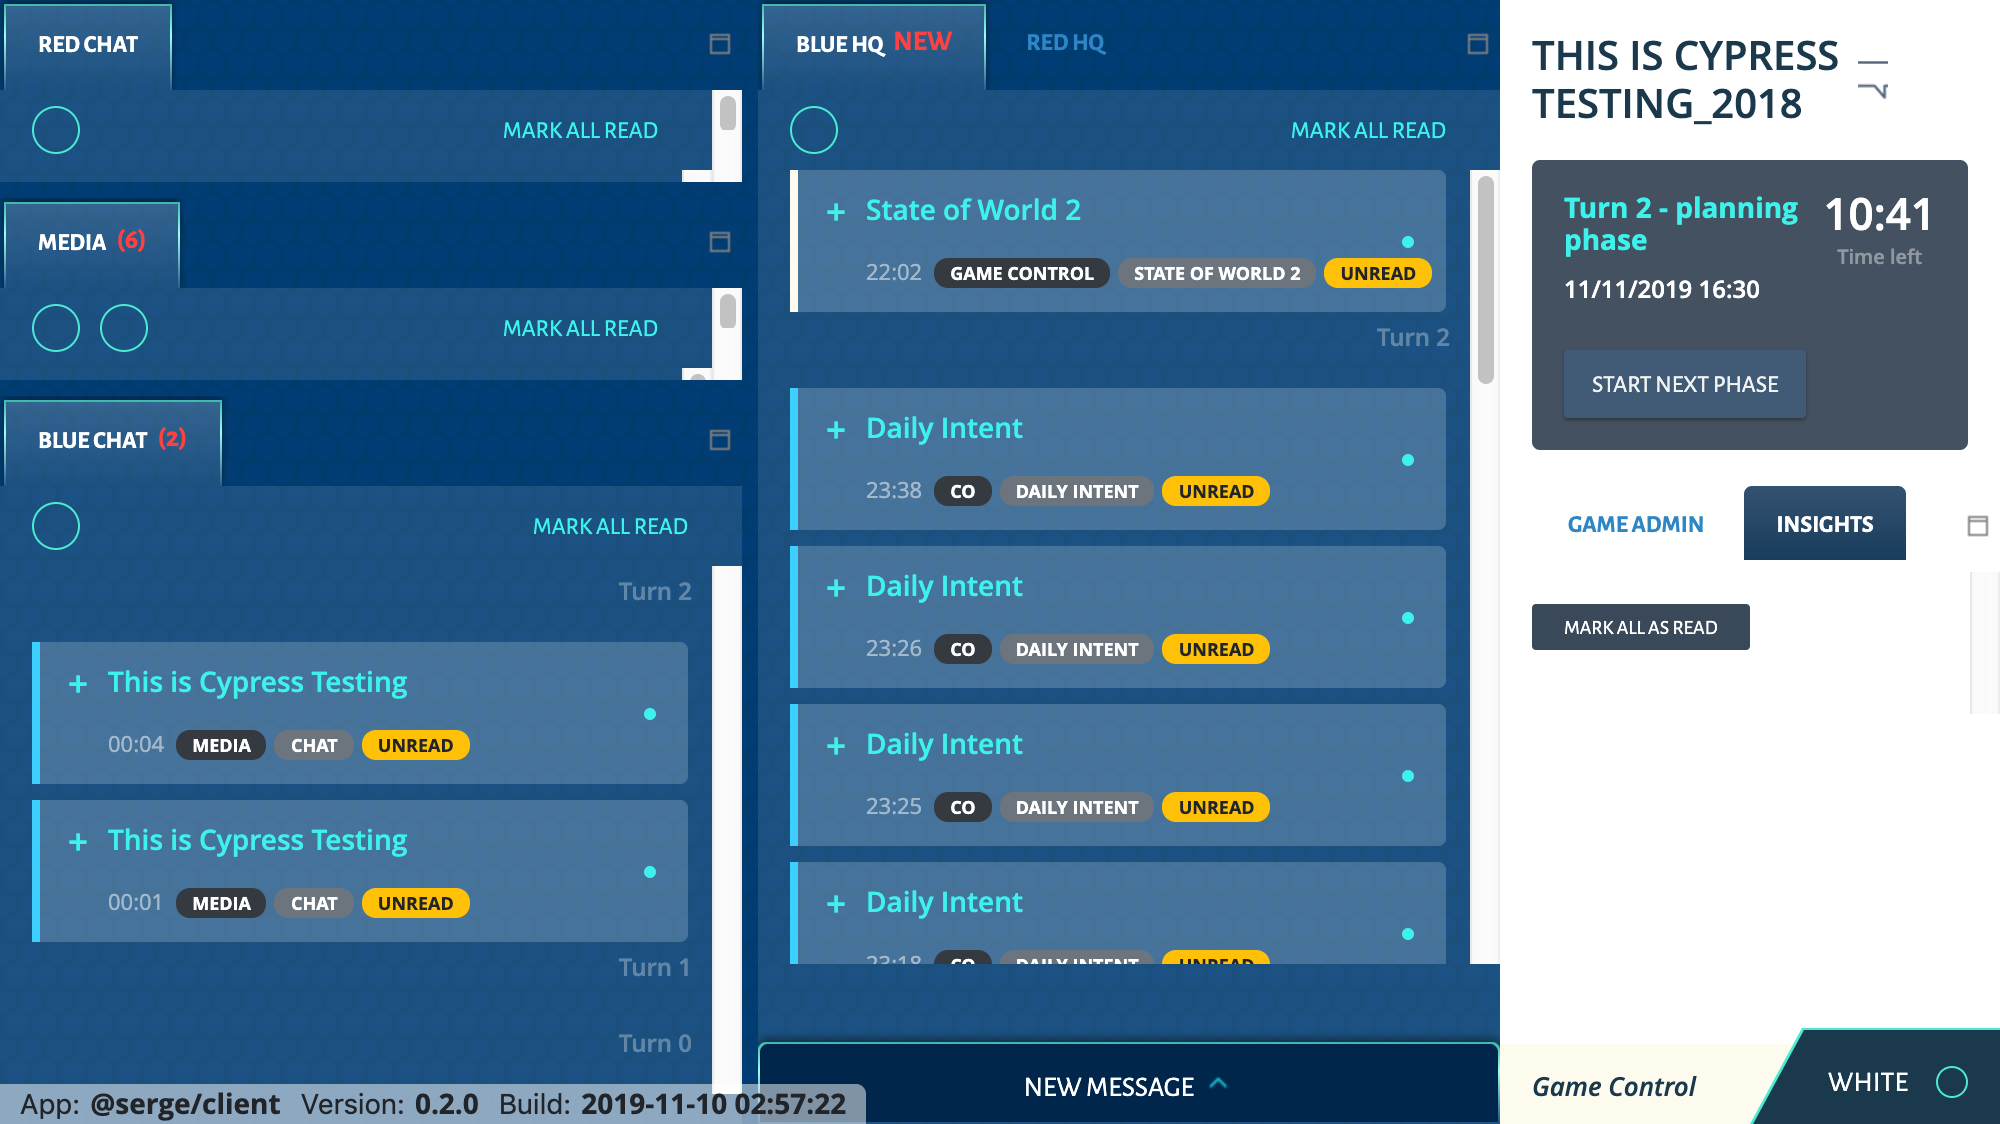 RED CHAT
MARK ALL READ
MEDIA (6)
MARK ALL READ
BLUE CHAT (2)
MARK ALL READ
Turn 2
+ This is Cypress Testing
00:04 MEDIA CHAT UNREAD
+ This is Cypress Testing
00:01 MEDIA CHAT UNREAD
Turn 1
Turn 0
App: @serge/client Version: 0.2.0 Build: 2019-11-10 02:57:22
BLUE HQ NEW RED HQ
MARK ALL READ
+ State of World 2
22:02 GAME CONTROL STATE OF WORLD 2 UNREAD
Turn 2
+ Daily Intent
23:38 CO DAILY INTENT UNREAD
+ Daily Intent
23:26 CO DAILY INTENT UNREAD
+ Daily Intent
23:25 CO DAILY INTENT UNREAD
+ Daily Intent
23:18 CO DAILY INTENT UNREAD
NEW MESSAGE
THIS IS CYPRESS
TESTING_2018
Turn 2 - planning
phase
10:41
Time left
11/11/2019 16:30
START NEXT PHASE
GAME ADMIN INSIGHTS
MARK ALL AS READ
Game Control WHITE